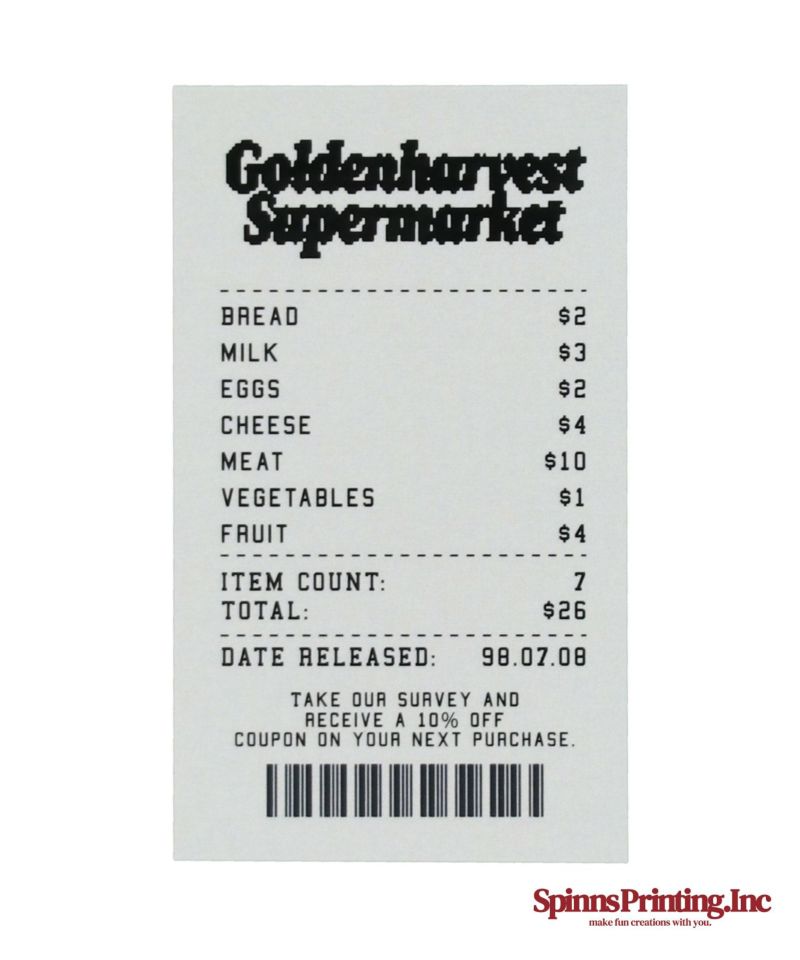 Goldenharvest
Supermarket
BREAD $2
MILK $3
EGGS $2
CHEESE $4
MEAT $10
VEGETABLES $1
FRUIT $4
ITEM COUNT: 7
TOTAL: $26
DATE RELEASED: 98.07.08
TAKE OUR SURVEY AND
RECEIVE A 10% OFF
COUPON ON YOUR NEXT PURCHASE.
SpinnsPrinting.Inc
make fun creations with you.